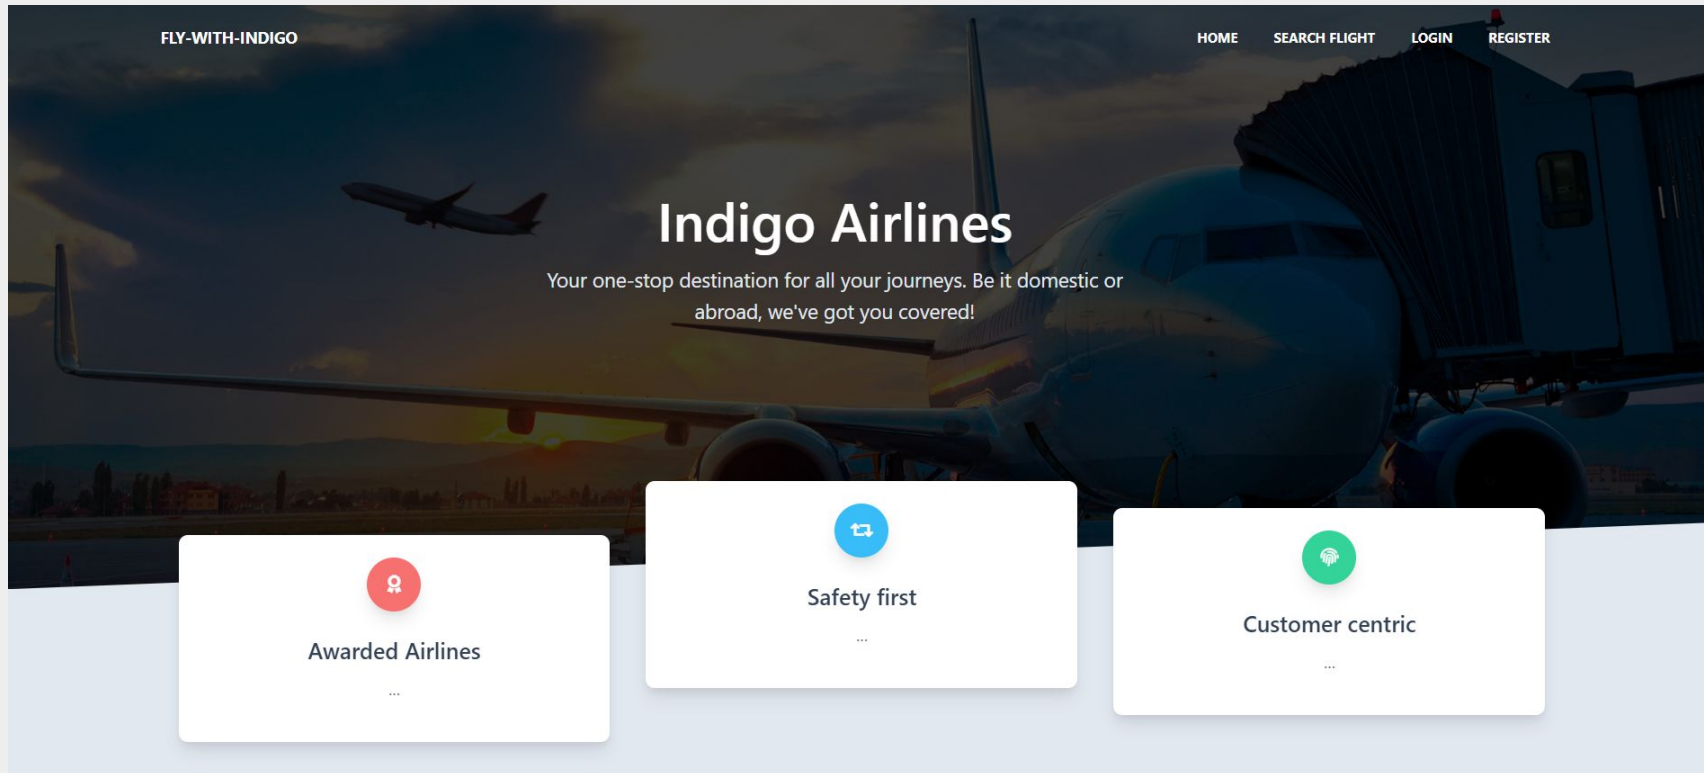 FLY-WITH-INDIGO
HOME SEARCH FLIGHT LOGIN REGISTER
Indigo Airlines
Your one-stop destination for all your journeys. Be it domestic or
abroad, we've got you covered!
Awarded Airlines
...
Safety first
...
Customer centric
...